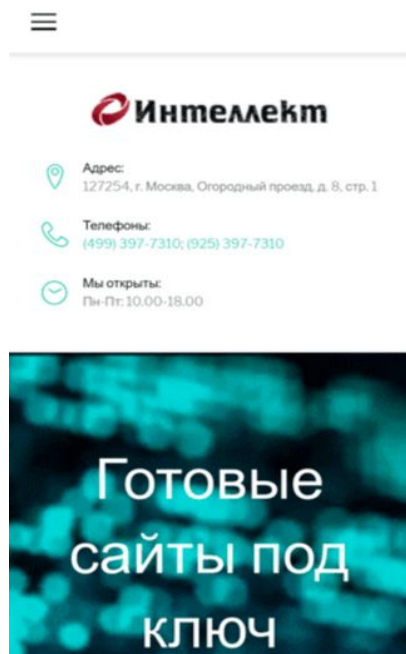 Интеллект
Адрес:
127254, г. Москва, Огородный проезд, д. 8, стр. 1
Телефоны:
(499) 397-7310; (925) 397-7310
Мы открыты:
Пн-Пт: 10.00-18.00
Готовые
сайты под
ключ